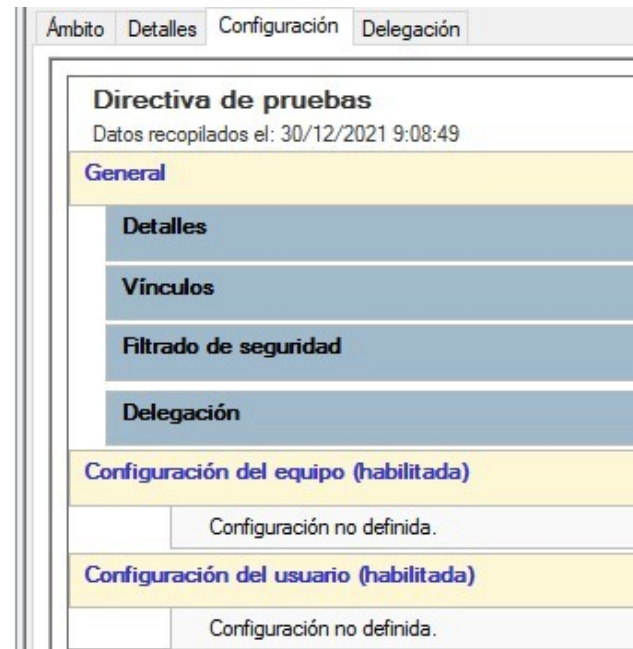 Ámbito Detalles Configuración Delegación
Directiva de pruebas
Datos recopilados el: 30/12/2021 9:08:49
General
Detalles
Vínculos
Filtrado de seguridad
Delegación
Configuración del equipo (habilitada)
Configuración no definida.
Configuración del usuario (habilitada)
Configuración no definida.